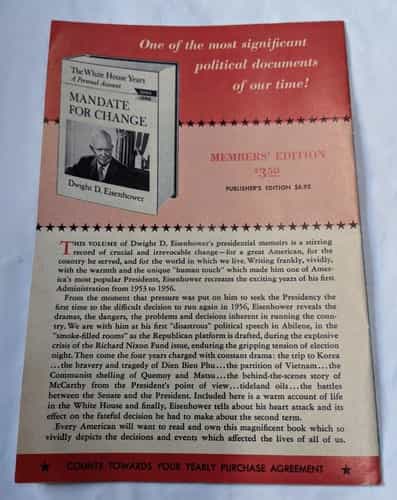 One of the most significant
political documents
of our time!
The White House Years
A Personal Account
MANDATE
FOR CHANGE
Dwight D. Eisenhower
MEMBERS' EDITION
$3.50
PUBLISHER'S EDITION $6.95
THIS VOLUME of Dwight D. Eisenhower's presidential memoirs is a stirring
record of crucial and irrevocable change—for a great American, for the
country he served, and for the world in which we live. Writing frankly, vividly,
with the warmth and the unique "human touch" which made him one of Amer-
ica's most popular Presidents, Eisenhower recreates the exciting years of his first
Administration from 1953 to 1956.
From the moment that pressure was put on him to seek the Presidency the
first time to the difficult decision to run again in 1956, Eisenhower reveals the
dramas, the dangers, the problems and decisions inherent in running the coun-
try. We are with him at his first "disastrous" political speech in Abilene, in the
"smoke-filled rooms" as the Republican platform is drafted, during the explosive
crisis of the Richard Nixon Fund issue, enduring the gripping tension of election
night. Then come the four years charged with constant drama: the trip to Korea
...the bravery and tragedy of Dien Bien Phu...the partition of Vietnam...the
Communist shelling of Quemoy and Matsu...the behind-the-scenes story of
McCarthy from the President's point of view...tideland oils...the battles
between the Senate and the President. Included here is a warm account of life
in the White House and finally, Eisenhower tells about his heart attack and its
effect on the fateful decision he had to make about the second term.
Every American will want to read and own this magnificent book which so
vividly depicts the decisions and events which affected the lives of all of us.
COUNTS TOWARDS YOUR YEARLY PURCHASE AGREEMENT